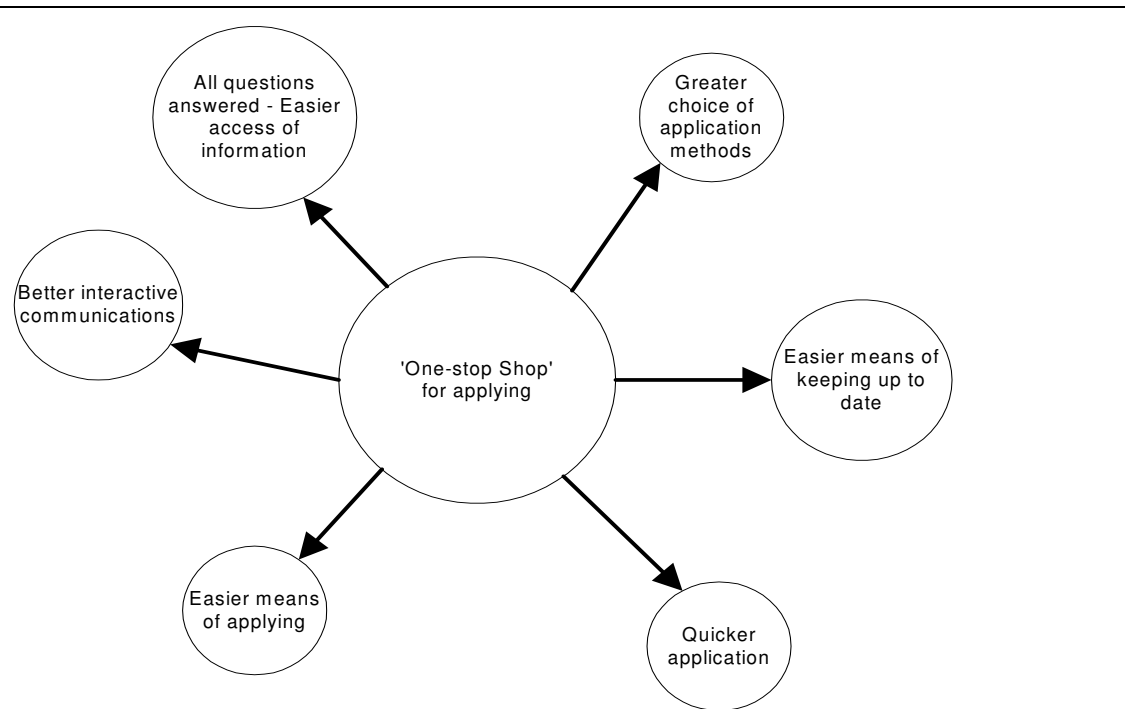 All questions
answered - Easier
access of
information
Greater
choice of
application
methods
Better interactive
communications
'One-stop Shop'
for applying
Easier means of
keeping up to
date
Easier means
of applying
Quicker
application